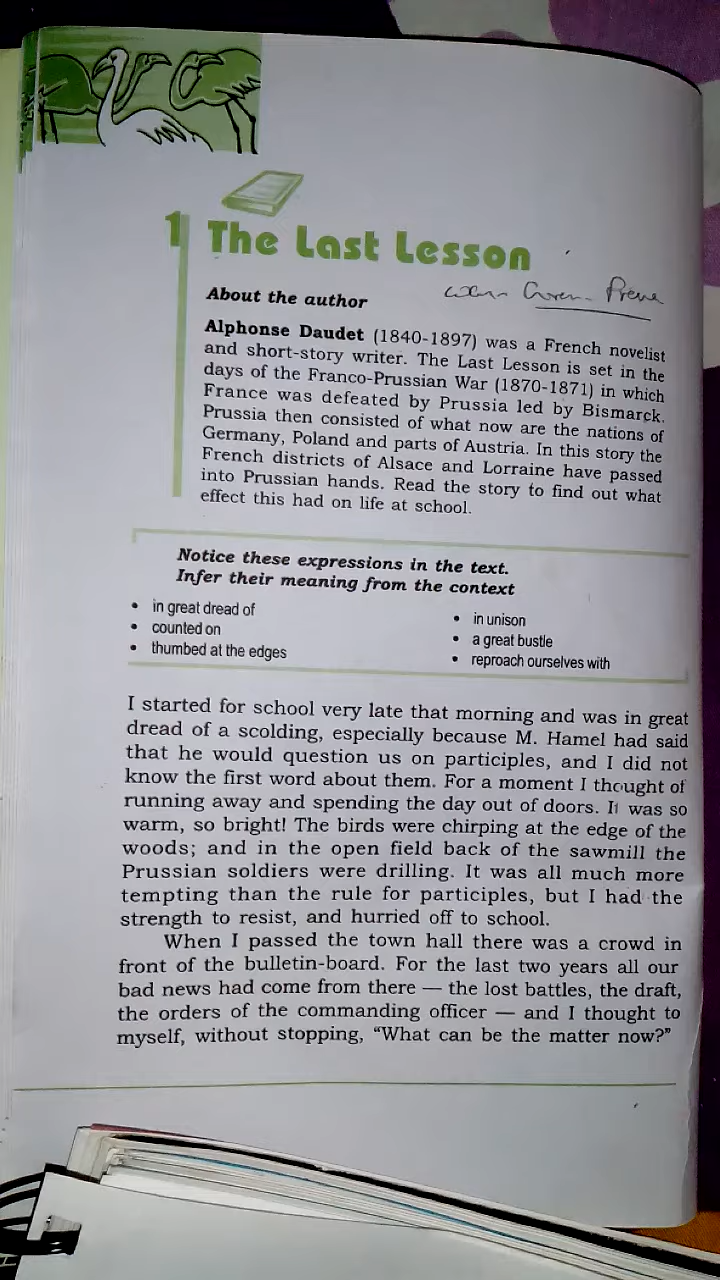 1 The Last Lesson
About the author
Alphonse Daudet (1840-1897) was a French novelist
and short-story writer. The Last Lesson is set in the
days of the Franco-Prussian War (1870-1871) in which
France was defeated by Prussia led by Bismarck.
Prussia then consisted of what now are the nations of
Germany, Poland and parts of Austria. In this story the
French districts of Alsace and Lorraine have passed
into Prussian hands. Read the story to find out what
effect this had on life at school.
Notice these expressions in the text.
Infer their meaning from the context
• in great dread of
• counted on
• thumbed at the edges
• in unison
• a great bustle
• reproach ourselves with
I started for school very late that morning and was in great
dread of a scolding, especially because M. Hamel had said
that he would question us on participles, and I did not
know the first word about them. For a moment I thought of
running away and spending the day out of doors. It was so
warm, so bright! The birds were chirping at the edge of the
woods; and in the open field back of the sawmill the
Prussian soldiers were drilling. It was all much more
tempting than the rule for participles, but I had the
strength to resist, and hurried off to school.
When I passed the town hall there was a crowd in
front of the bulletin-board. For the last two years all our
bad news had come from there — the lost battles, the draft,
the orders of the commanding officer — and I thought to
myself, without stopping, “What can be the matter now?”